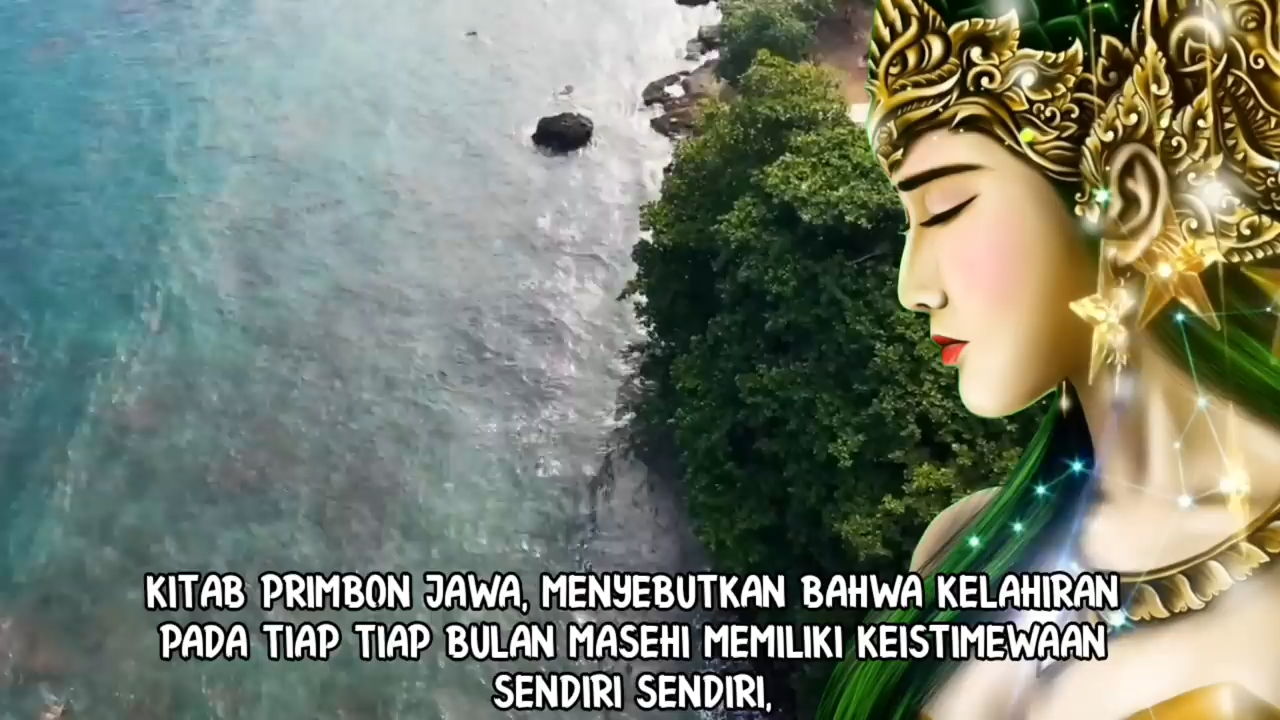 KITAB PRIMBON JAWA, MENYEBUTKAN BAHWA KELAHIRAN
PADA TIAP TIAP BULAN MASEHI MEMILIKI KEISTIMEWAAN
SENDIRI SENDIRI,